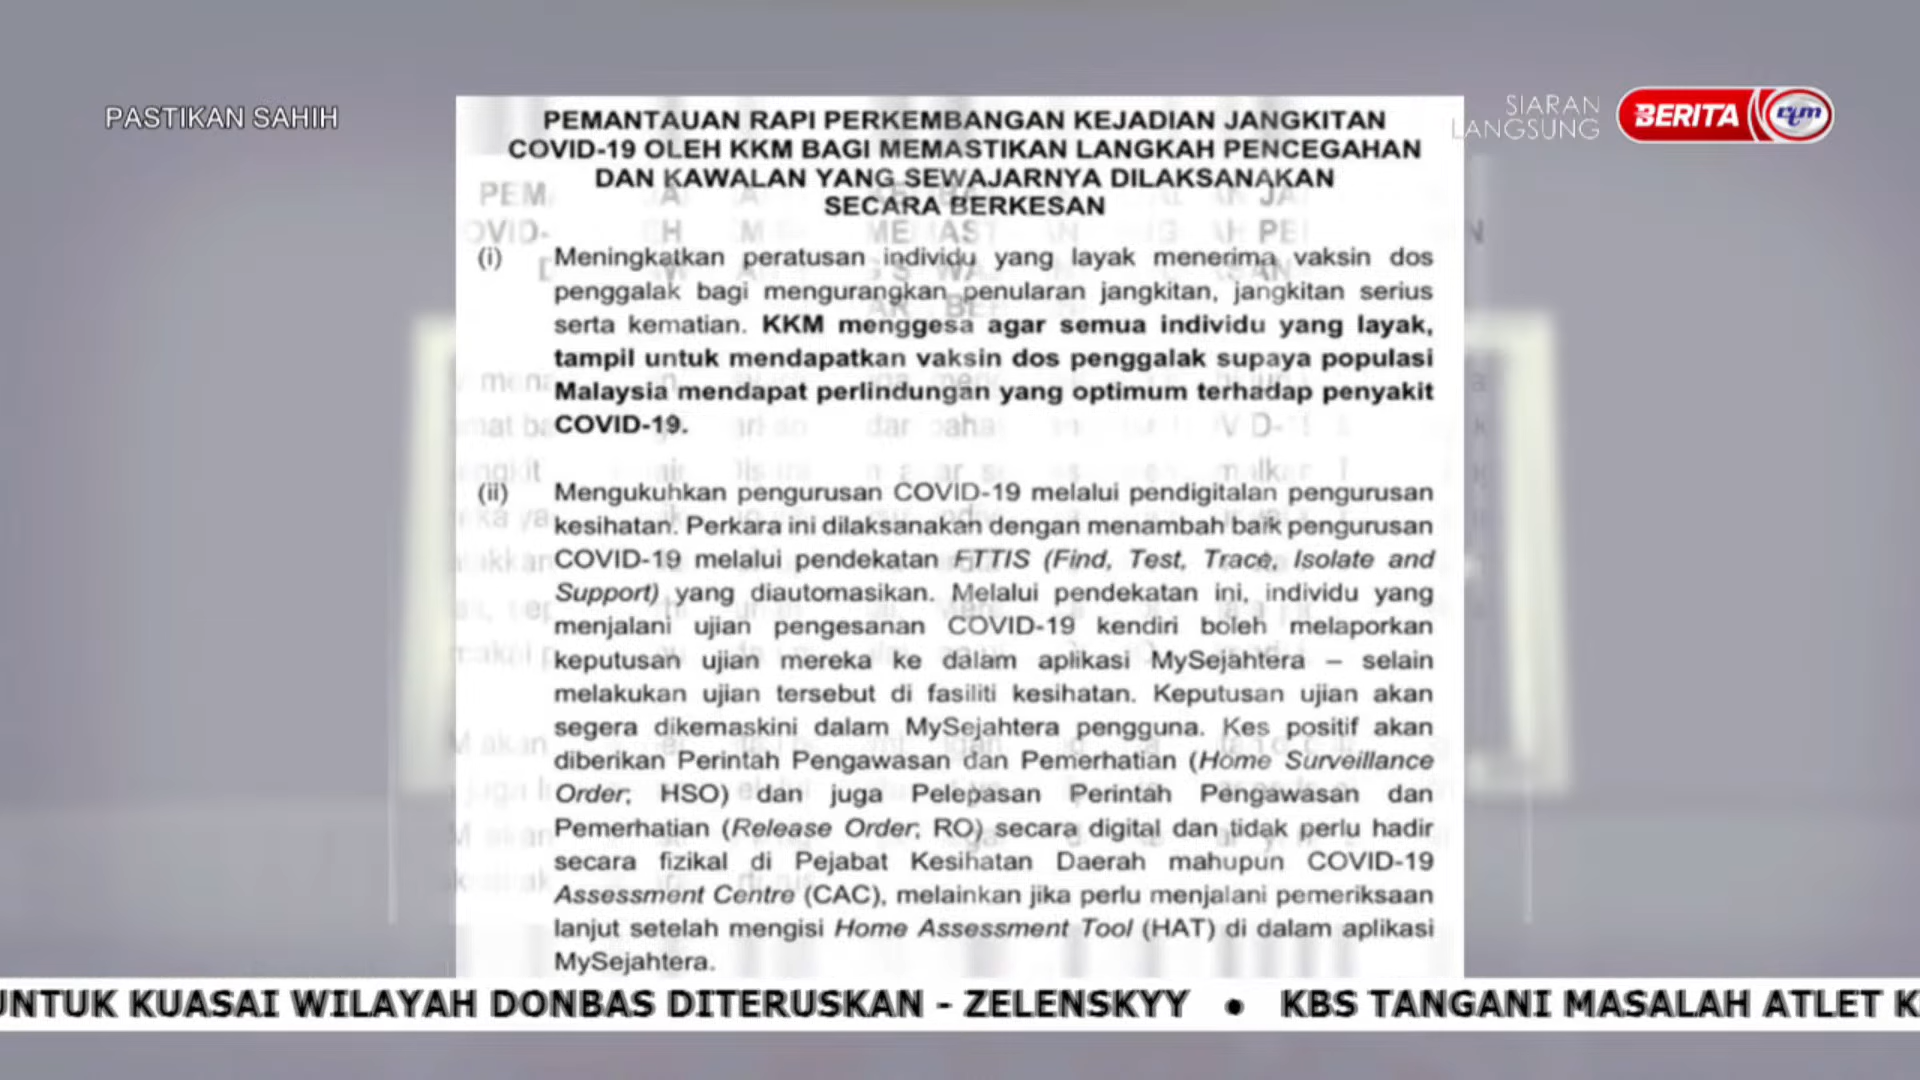 PASTIKAN SAHIH
SIARAN
LANGSUNG
BERITA rtm
PEMANTAUAN RAPI PERKEMBANGAN KEJADIAN JANGKITAN
COVID-19 OLEH KKM BAGI MEMASTIKAN LANGKAH PENCEGAHAN
DAN KAWALAN YANG SEWAJARNYA DILAKSANAKAN
SECARA BERKESAN
(i) Meningkatkan peratusan individu yang layak menerima vaksin dos
penggalak bagi mengurangkan penularan jangkitan, jangkitan serius
serta kematian. KKM menggesa agar semua individu yang layak,
tampil untuk mendapatkan vaksin dos penggalak supaya populasi
Malaysia mendapat perlindungan yang optimum terhadap penyakit
COVID-19.
(ii) Mengukuhkan pengurusan COVID-19 melalui pendigitalan pengurusan
kesihatan. Perkara ini dilaksanakan dengan menambah baik pengurusan
COVID-19 melalui pendekatan FTTIS (Find, Test, Trace, Isolate and
Support) yang diautomasikan. Melalui pendekatan ini, individu yang
menjalani ujian pengesanan COVID-19 kendiri boleh melaporkan
keputusan ujian mereka ke dalam aplikasi MySejahtera – selain
melakukan ujian tersebut di fasiliti kesihatan. Keputusan ujian akan
segera dikemaskini dalam MySejahtera pengguna. Kes positif akan
diberikan Perintah Pengawasan dan Pemerhatian (Home Surveillance
Order; HSO) dan juga Pelepasan Perintah Pengawasan dan
Pemerhatian (Release Order; RO) secara digital dan tidak perlu hadir
secara fizikal di Pejabat Kesihatan Daerah mahupun COVID-19
Assessment Centre (CAC), melainkan jika perlu menjalani pemeriksaan
lanjut setelah mengisi Home Assessment Tool (HAT) di dalam aplikasi
MySejahtera.
UNTUK KUASAI WILAYAH DONBAS DITERUSKAN - ZELENSKYY • KBS TANGANI MASALAH ATLET K